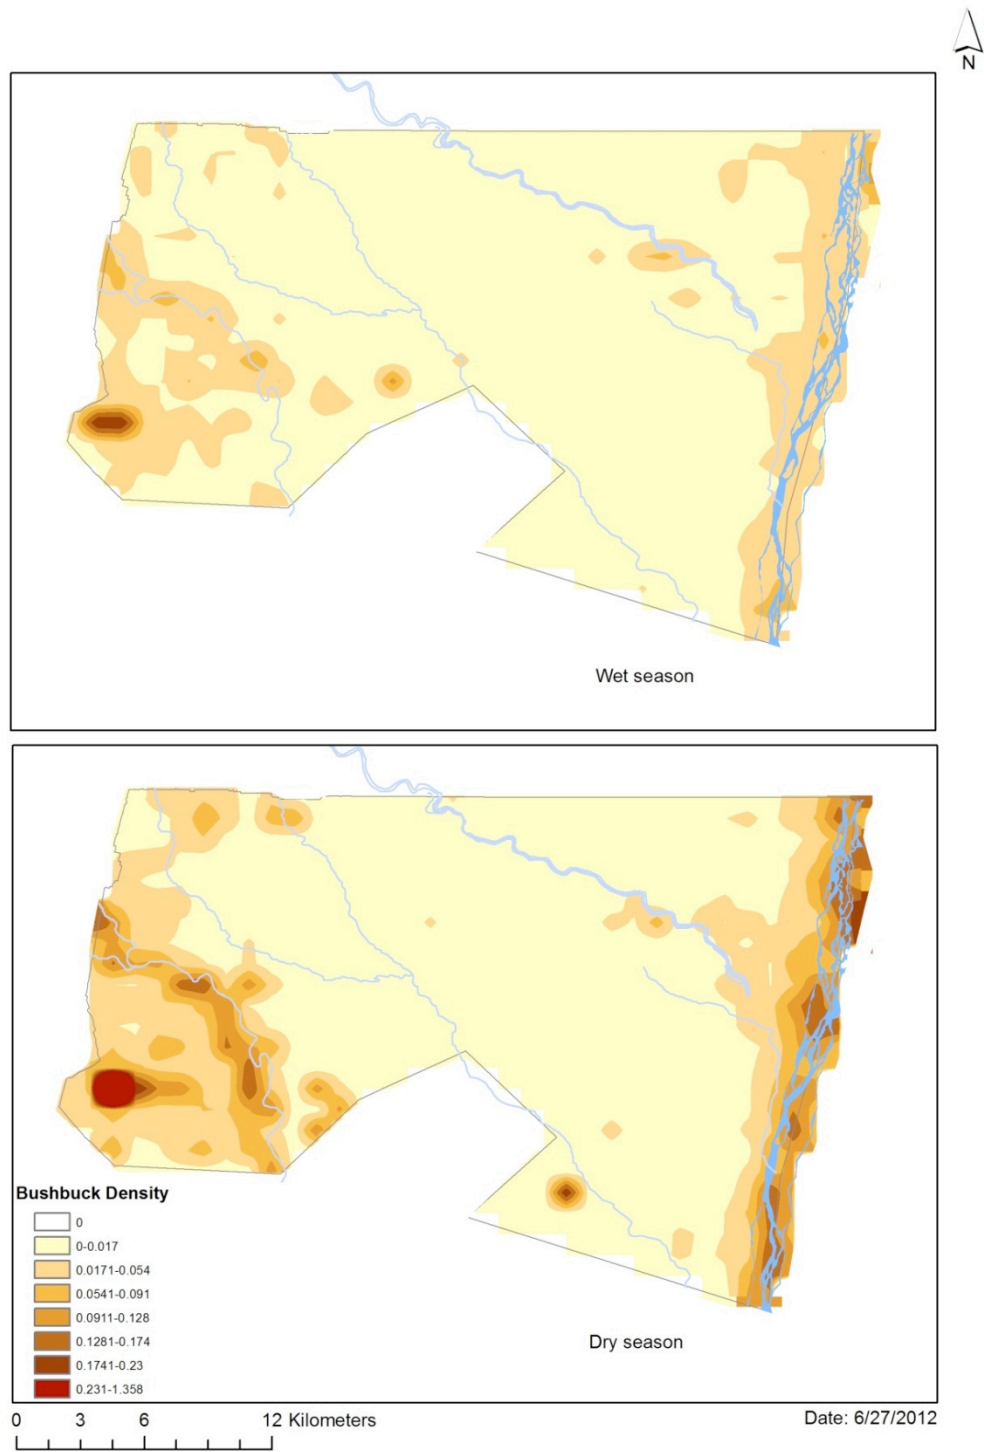 N
Wet season
Bushbuck Density
0
0-0.017
0.0171-0.054
0.0541-0.091
0.0911-0.128
0.1281-0.174
0.1741-0.23
0.231-1.358
Dry season
0 3 6 12 Kilometers
Date: 6/27/2012